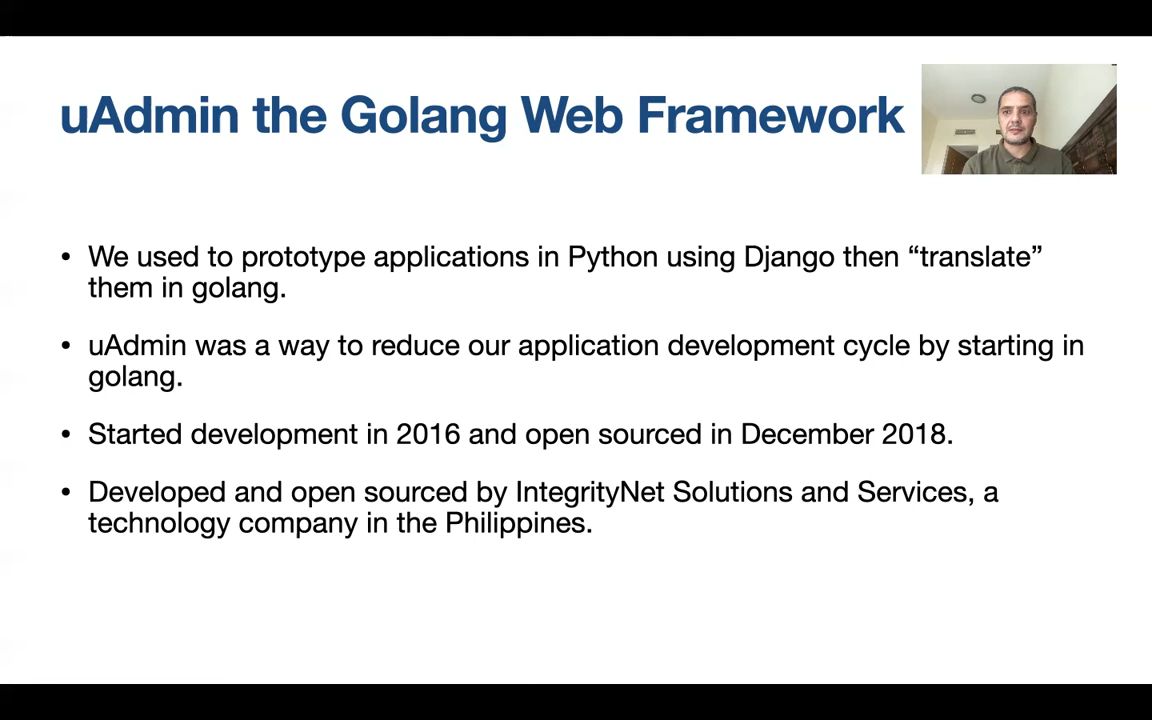 uAdmin the Golang Web Framework
• We used to prototype applications in Python using Django then “translate”
them in golang.
• uAdmin was a way to reduce our application development cycle by starting in
golang.
• Started development in 2016 and open sourced in December 2018.
• Developed and open sourced by IntegrityNet Solutions and Services, a
technology company in the Philippines.